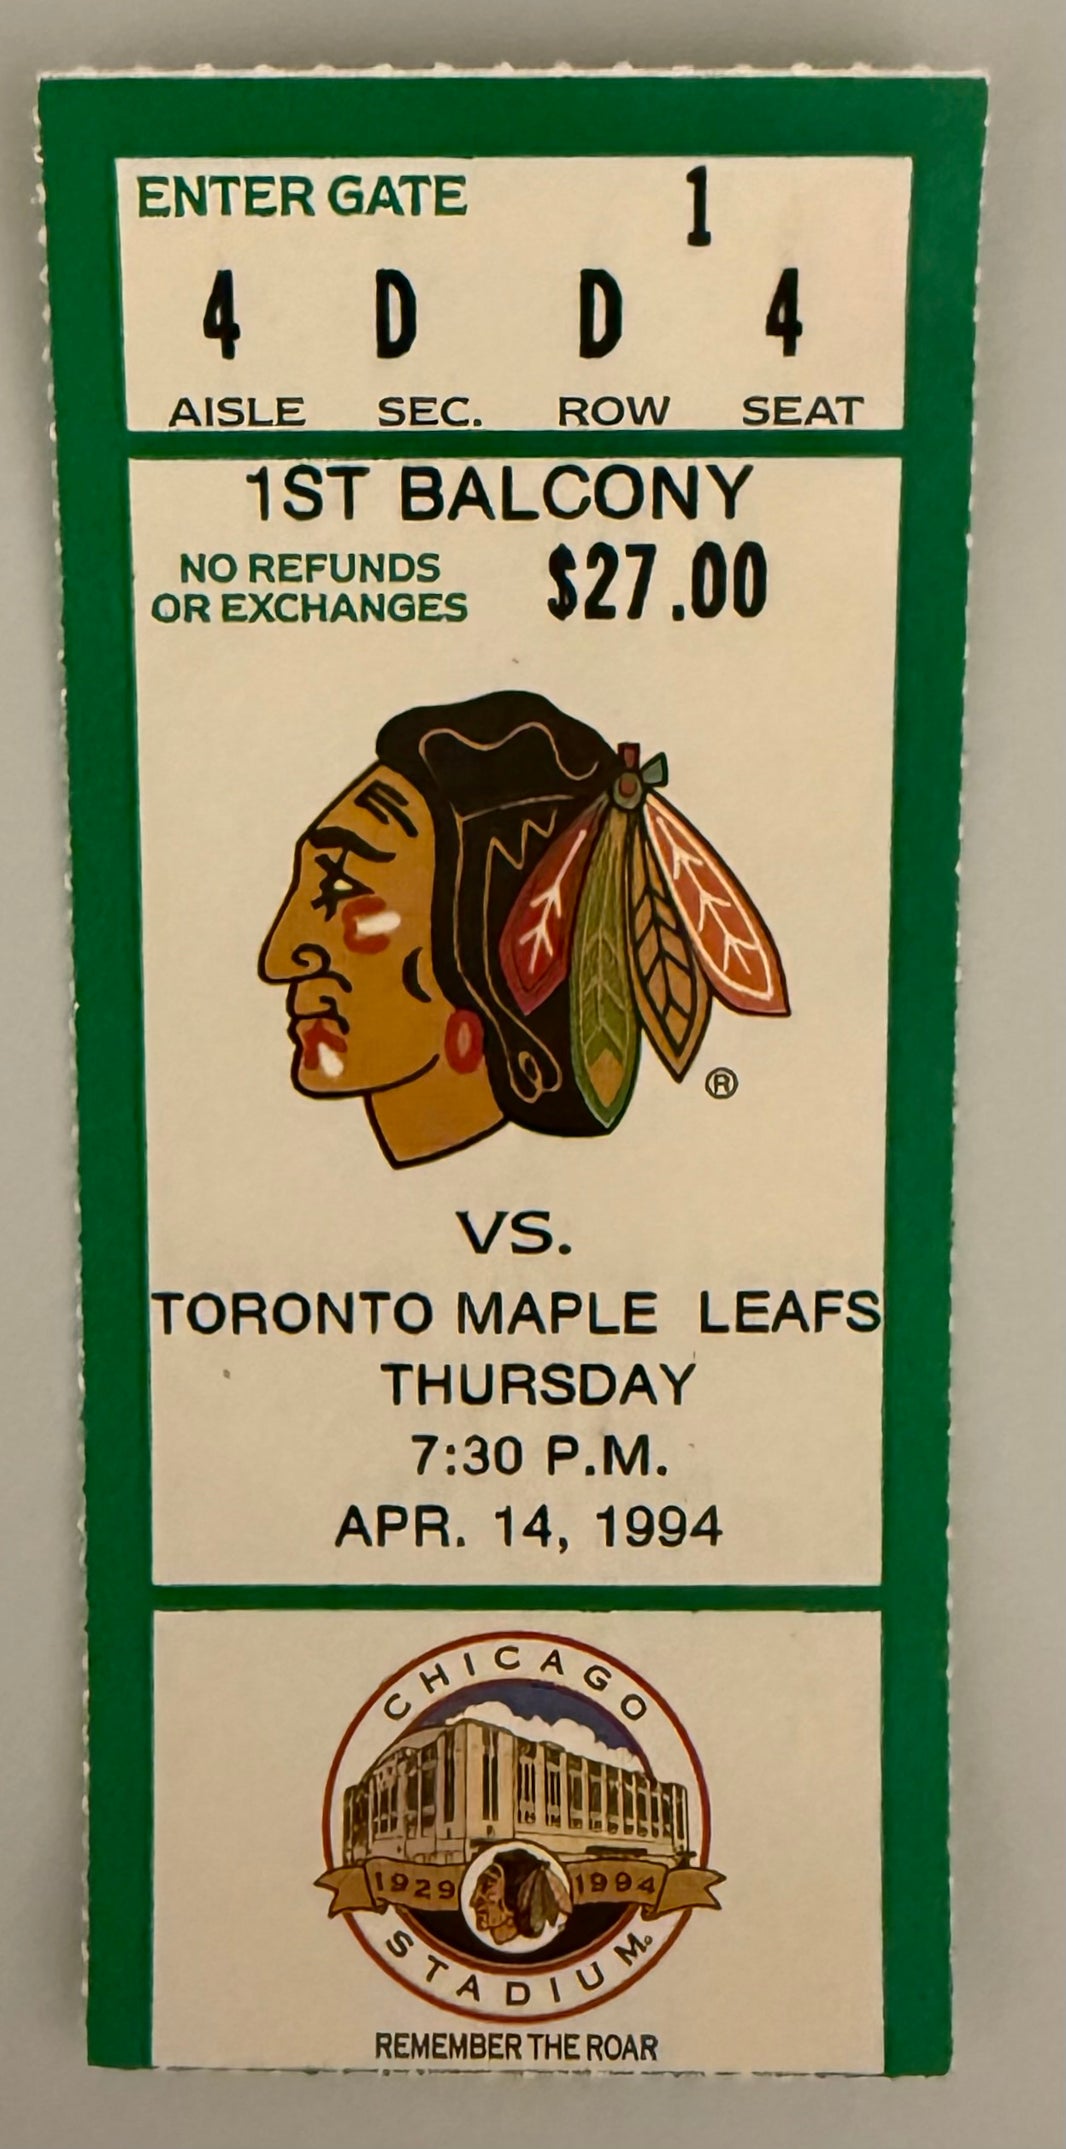 ENTER GATE 1
4 D D 4
AISLE SEC. ROW SEAT
1ST BALCONY
NO REFUNDS
OR EXCHANGES
$27.00
®
VS.
TORONTO MAPLE LEAFS
THURSDAY
7:30 P.M.
APR. 14, 1994
CHICAGO
1929 1994
STADIUM.
REMEMBER THE ROAR